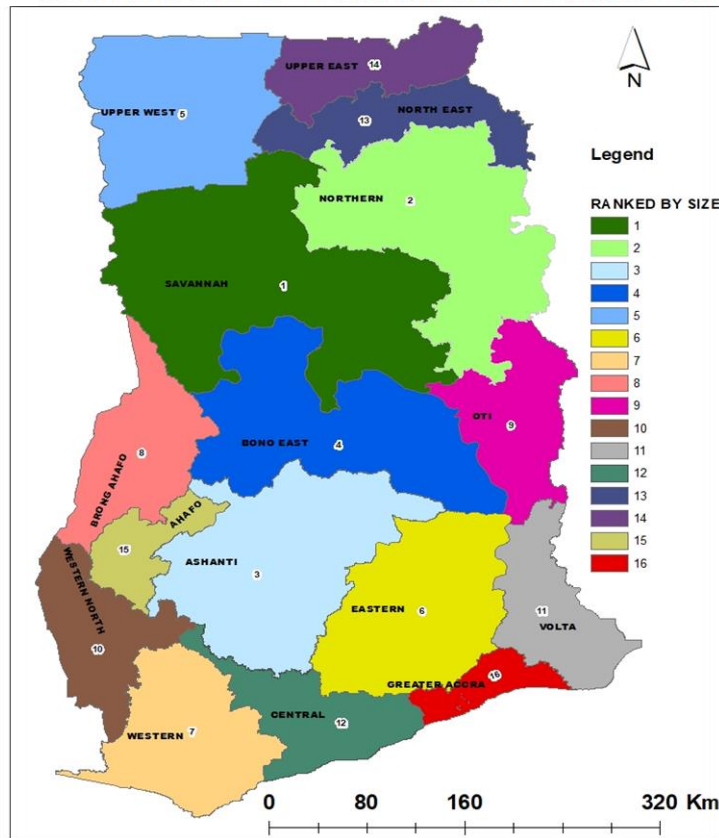 UPPER EAST
14
N
UPPER WEST
5
NORTH EAST
13
Legend
NORTHERN
2
RANKED BY SIZE
1
2
3
4
5
6
7
8
9
10
11
12
13
14
15
16
SAVANNAH
1
OTI
9
BONO EAST
4
8
BRONG AHAFO
AHAFO
15
ASHANTI
3
WESTERN NORTH
10
EASTERN
6
11
VOLTA
GREATER ACCRA
16
CENTRAL
12
WESTERN
7
0 80 160 320 Km